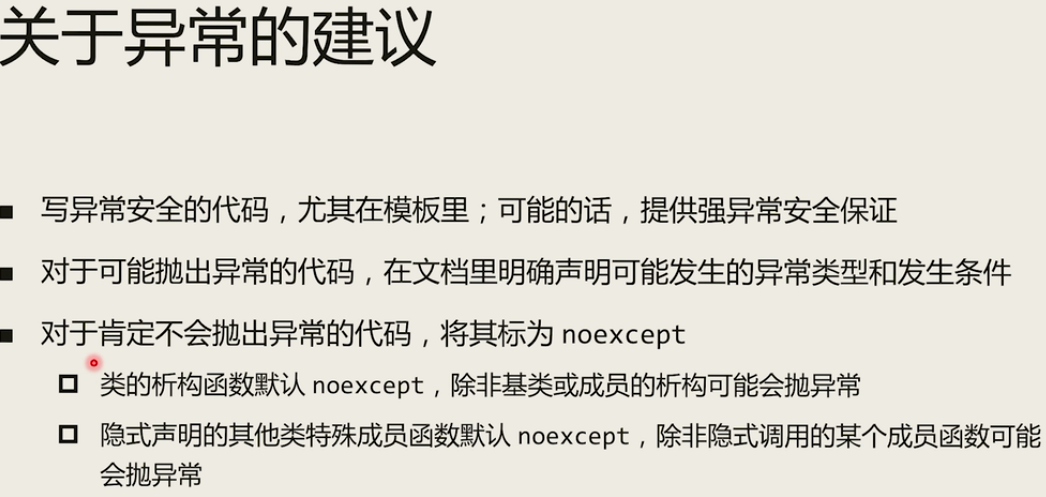 关于异常的建议
写异常安全的代码，尤其在模板里；可能的话，提供强异常安全保证
对于可能抛出异常的代码，在文档里明确声明可能发生的异常类型和发生条件
对于肯定不会抛出异常的代码，将其标为 noexcept
类的析构函数默认 noexcept，除非基类或成员的析构可能会抛异常
隐式声明的其他类特殊成员函数默认 noexcept，除非隐式调用的某个成员函数可能
会抛异常